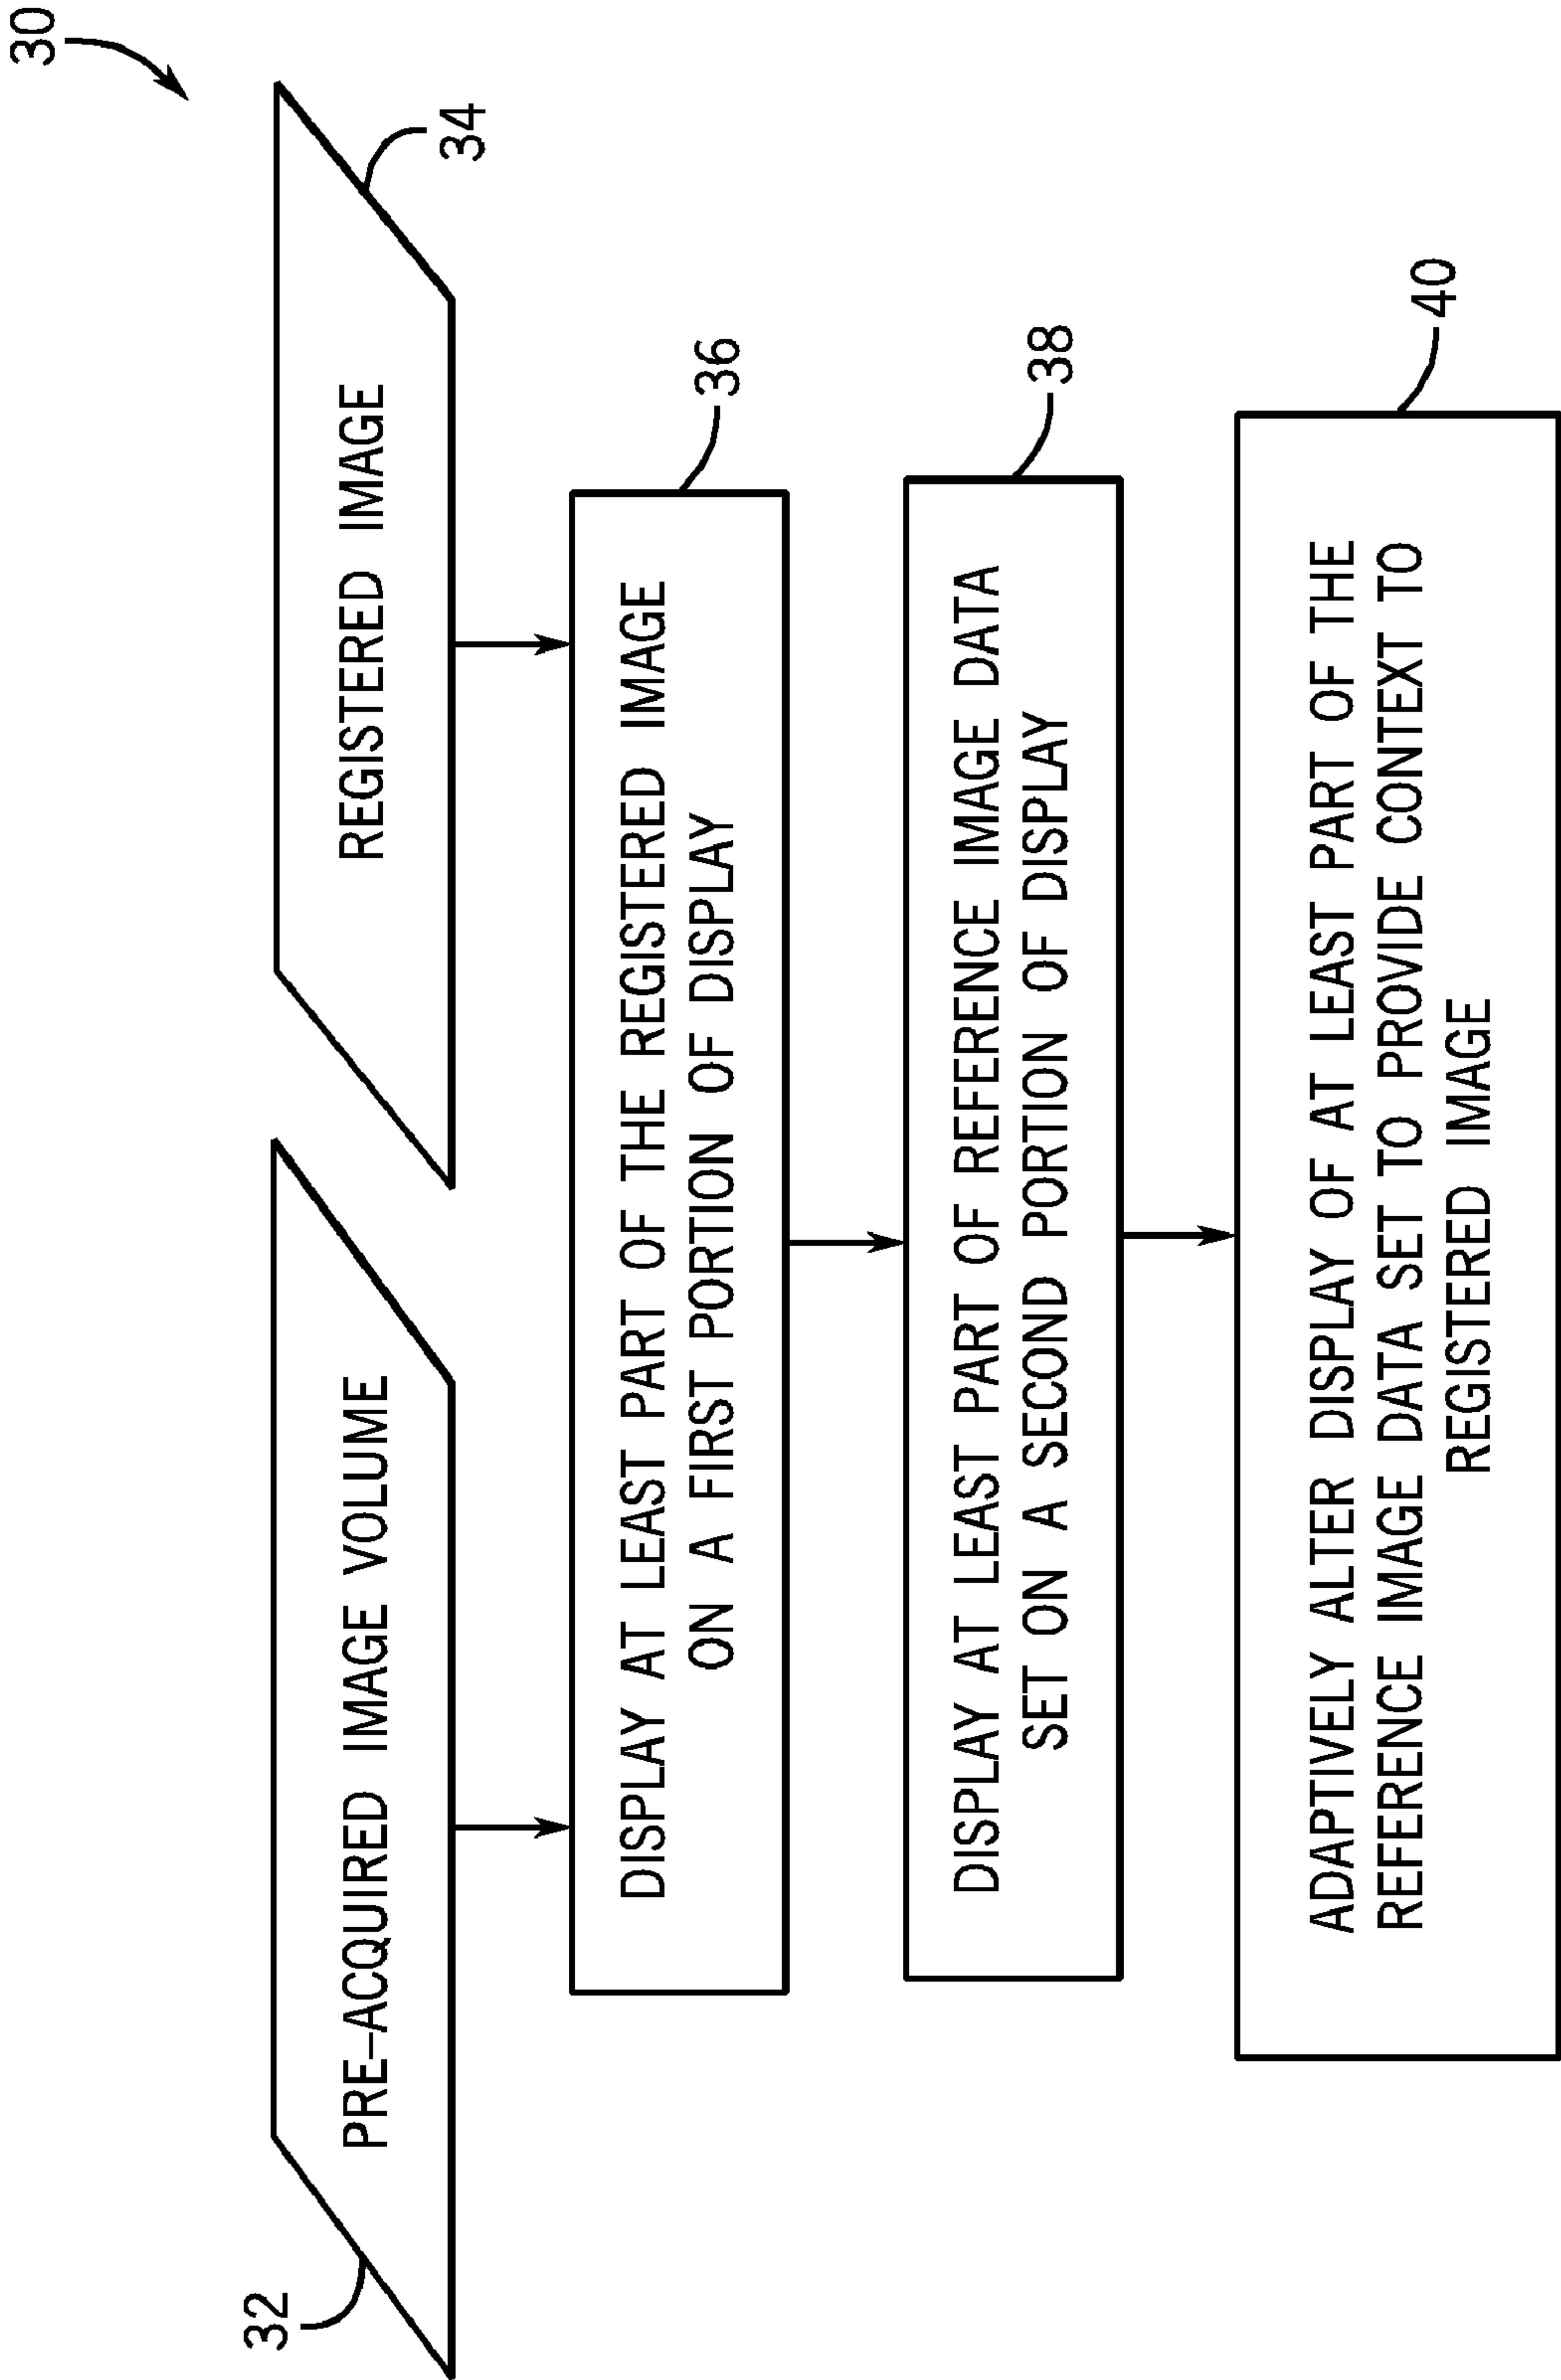 30
32
PRE-ACQUIRED IMAGE VOLUME
REGISTERED IMAGE
34
DISPLAY AT LEAST PART OF THE REGISTERED IMAGE
ON A FIRST PORTION OF DISPLAY
36
DISPLAY AT LEAST PART OF REFERENCE IMAGE DATA
SET ON A SECOND PORTION OF DISPLAY
38
ADAPTIVELY ALTER DISPLAY OF AT LEAST PART OF THE
REFERENCE IMAGE DATA SET TO PROVIDE CONTEXT TO
REGISTERED IMAGE
40